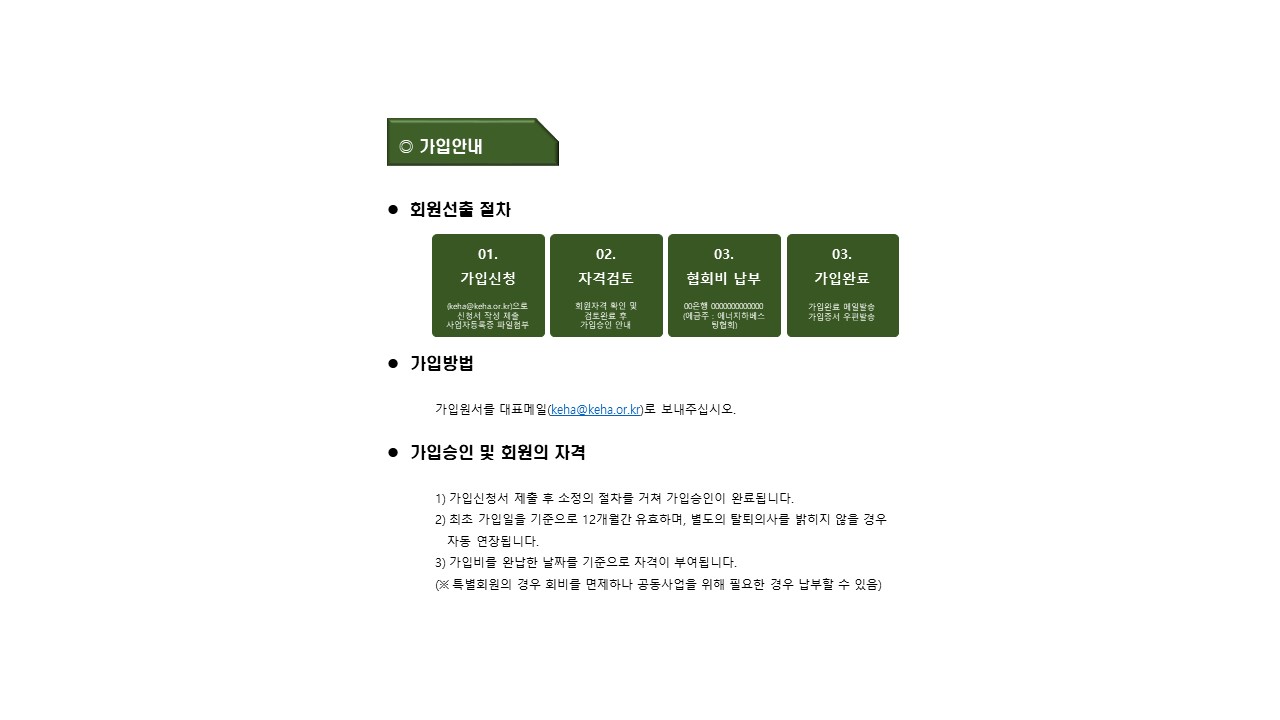 ◎ 가입안내
● 회원선출 절차
01.
가입신청
(keha@keha.or.kr)으로
신청서 작성 제출
사업자등록증 파일첨부
02.
자격검토
회원자격 확인 및
검토완료 후
가입승인 안내
03.
협회비 납부
00은행 0000000000000
(예금주 : 에너지하베스
팅협회)
03.
가입완료
가입완료 메일발송
가입증서 우편발송
● 가입방법
가입원서를 대표메일(keha@keha.or.kr)로 보내주십시오.
● 가입승인 및 회원의 자격
1) 가입신청서 제출 후 소정의 절차를 거쳐 가입승인이 완료됩니다.
2) 최초 가입일을 기준으로 12개월간 유효하며, 별도의 탈퇴의사를 밝히지 않을 경우
자동 연장됩니다.
3) 가입비를 완납한 날짜를 기준으로 자격이 부여됩니다.
(※ 특별회원의 경우 회비를 면제하나 공동사업을 위해 필요한 경우 납부할 수 있음)